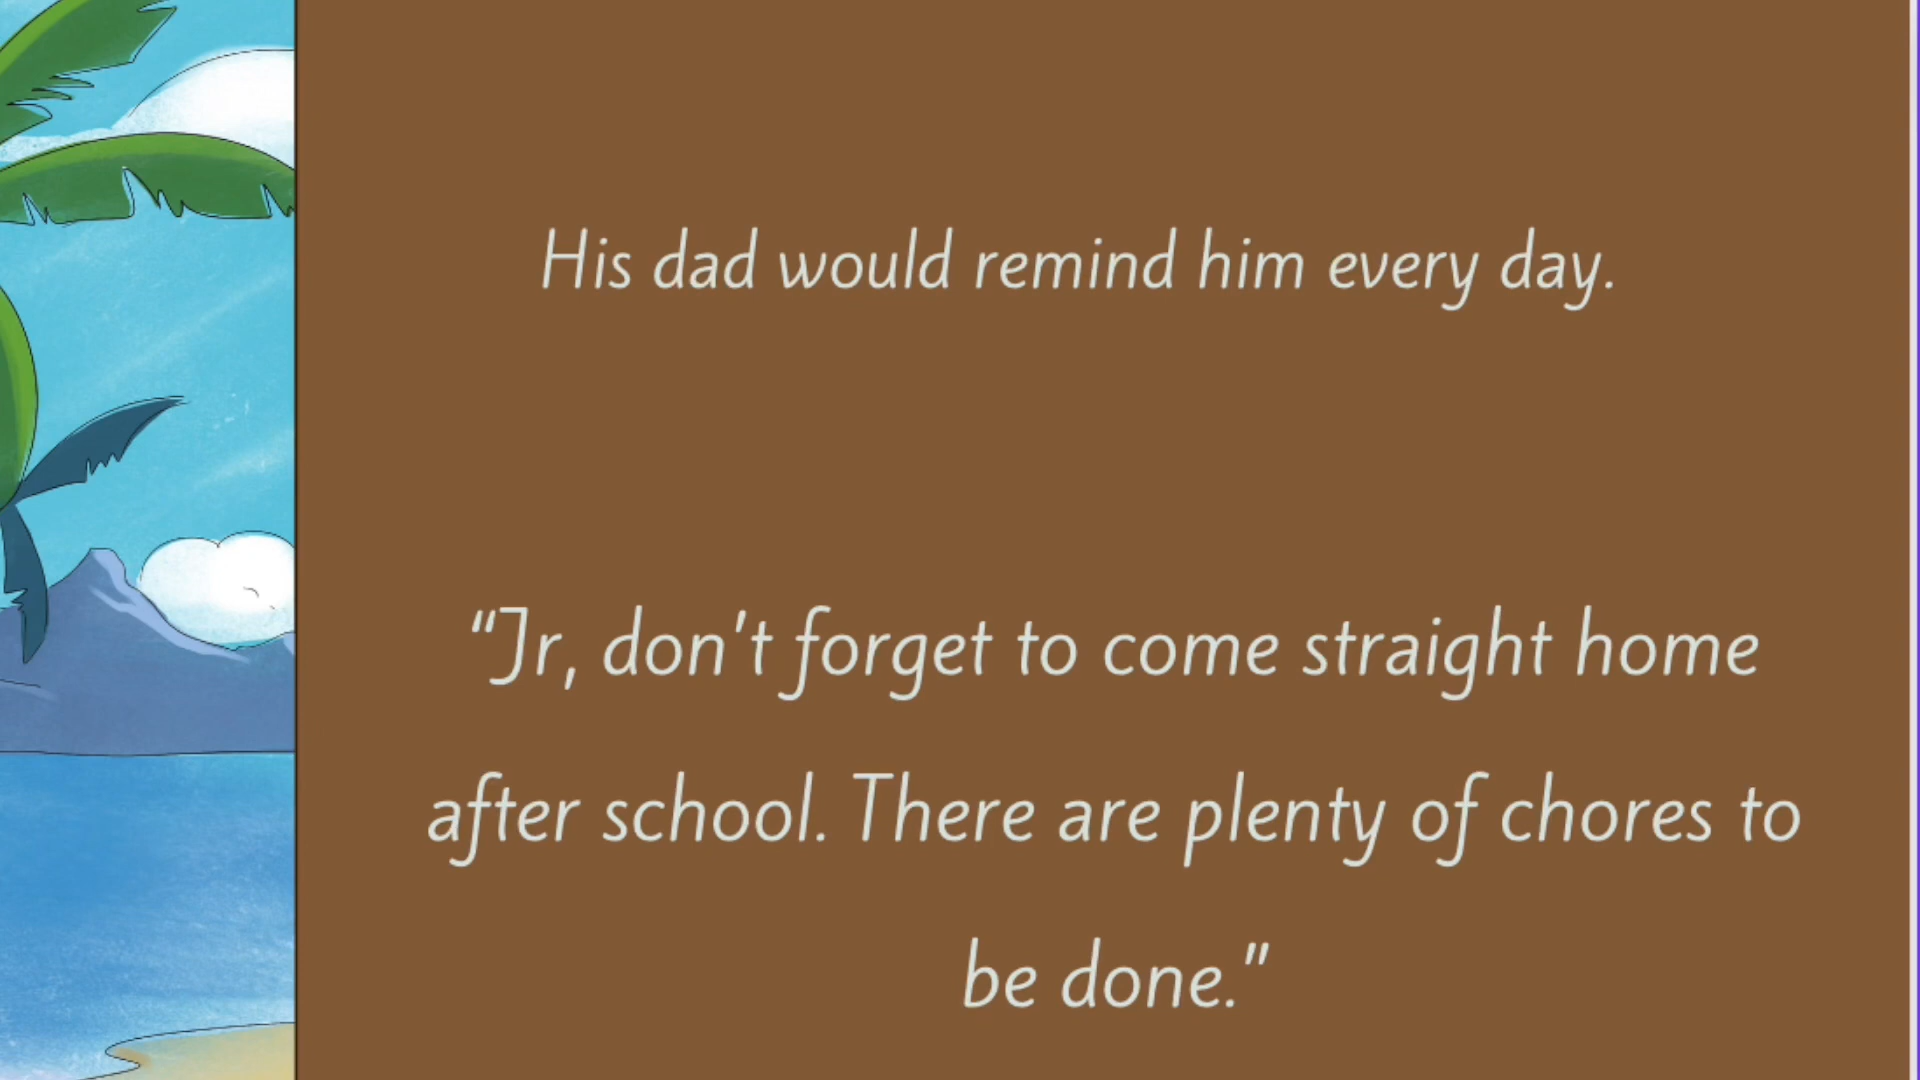 His dad would remind him every day.
“Jr, don’t forget to come straight home
after school. There are plenty of chores to
be done.”